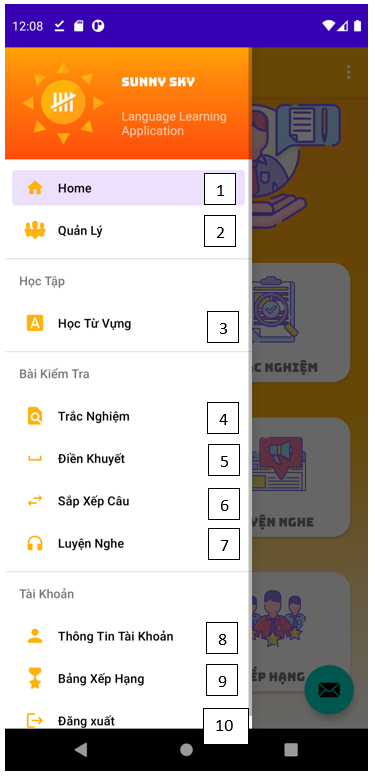 12:08
SUNNY SKY
Language Learning
Application
Home 1
Quản Lý 2
Học Tập
Học Từ Vựng 3
Bài Kiểm Tra
Trắc Nghiệm 4
Điền Khuyết 5
Sắp Xếp Câu 6
Luyện Nghe 7
Tài Khoản
Thông Tin Tài Khoản 8
Bảng Xếp Hạng 9
Đăng xuất 10
NGHIỆM
NGHE
HẠNG